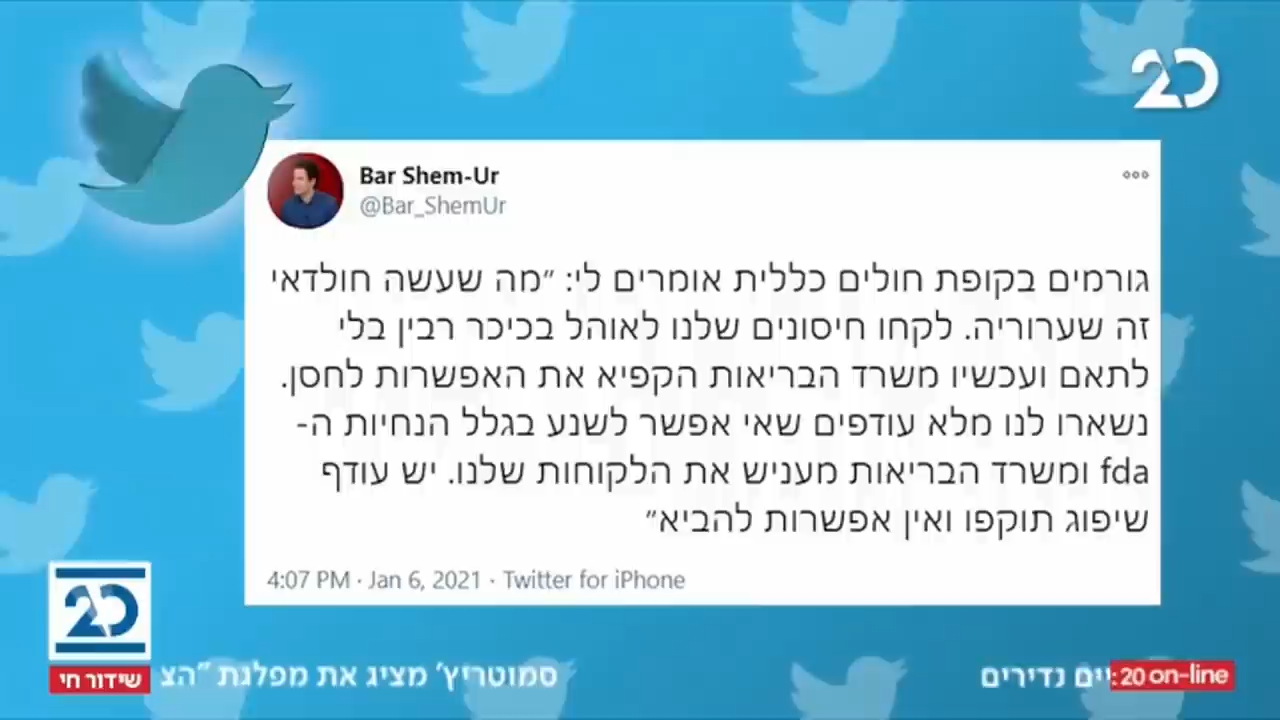 20
Bar Shem-Ur
@Bar_ShemUr
גורמים בקופת חולים כללית אומרים לי: ״מה שעשה חולדאי
זה שערוריה. לקחו חיסונים שלנו לאוהל בכיכר רבין בלי
לתאם ועכשיו משרד הבריאות הקפיא את האפשרות לחסן.
נשארו לנו מלא עודפים שאי אפשר לשנע בגלל הנחיות ה-
fda ומשרד הבריאות מעניש את הלקוחות שלנו. יש עודף
שיפוג תוקפו ואין אפשרות להביא״
4:07 PM · Jan 6, 2021 · Twitter for iPhone
20
20 on-line: יים נדירים סמוטריץ׳ מציג את מפלגת ״הצ
שידור חי